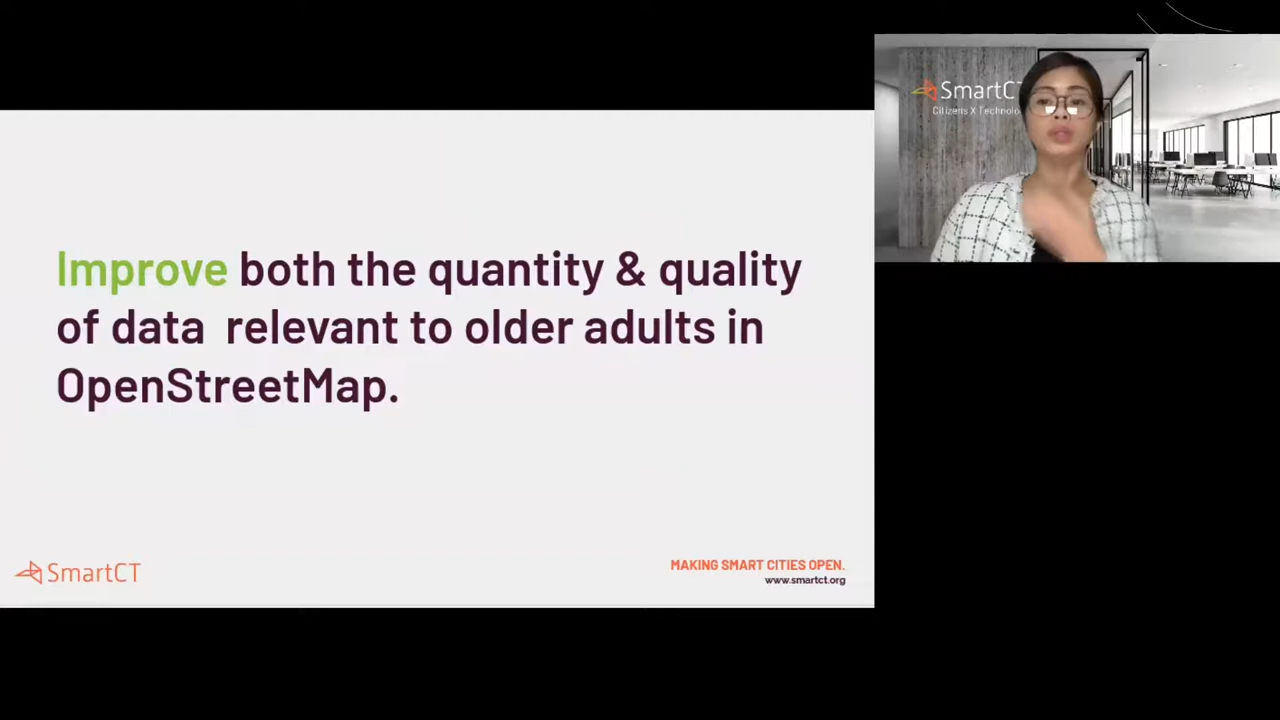 Improve both the quantity & quality
of data relevant to older adults in
OpenStreetMap.
SmartCT
MAKING SMART CITIES OPEN.
www.smartct.org
SmartCT
Citizens X